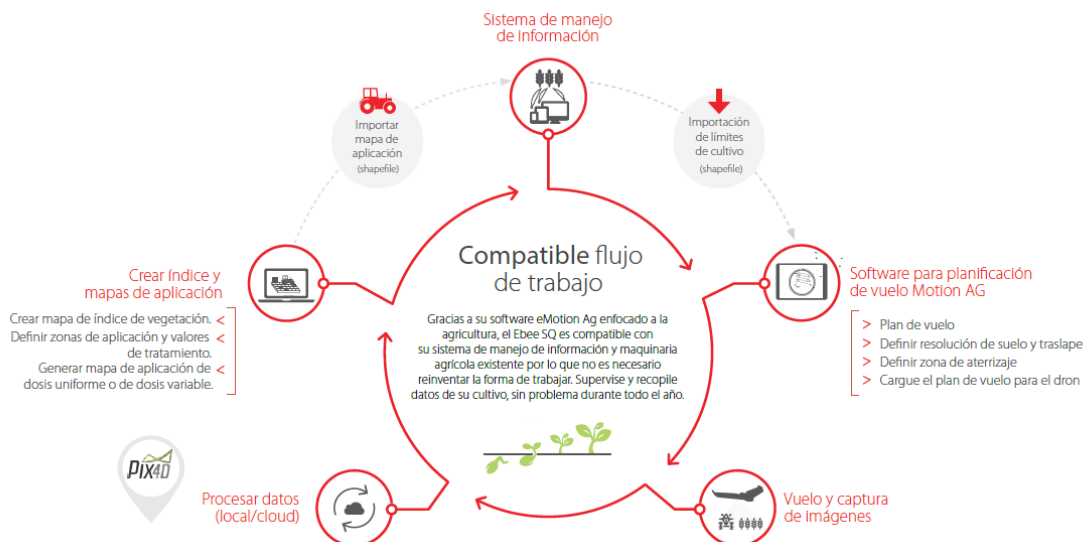 Sistema de manejo
de información
Importar
mapa de
aplicación
(shapefile)
Importación
de límites
de cultivo
(shapefile)
Crear índice y
mapas de aplicación
Crear mapa de índice de vegetación. <
Definir zonas de aplicación y valores <
de tratamiento.
Generar mapa de aplicación de <
dosis uniforme o de dosis variable.
Compatible flujo
de trabajo
Gracias a su software eMotion Ag enfocado a la
agricultura, el Ebee SQ es compatible con
su sistema de manejo de información y maquinaria
agrícola existente por lo que no es necesario
reinventar la forma de trabajar. Supervise y recopile
datos de su cultivo, sin problema durante todo el año.
Software para planificación
de vuelo Motion AG
> Plan de vuelo
> Definir resolución de suelo y traslape
> Definir zona de aterrizaje
> Cargue el plan de vuelo para el dron
PIX4D
Procesar datos
(local/cloud)
Vuelo y captura
de imágenes